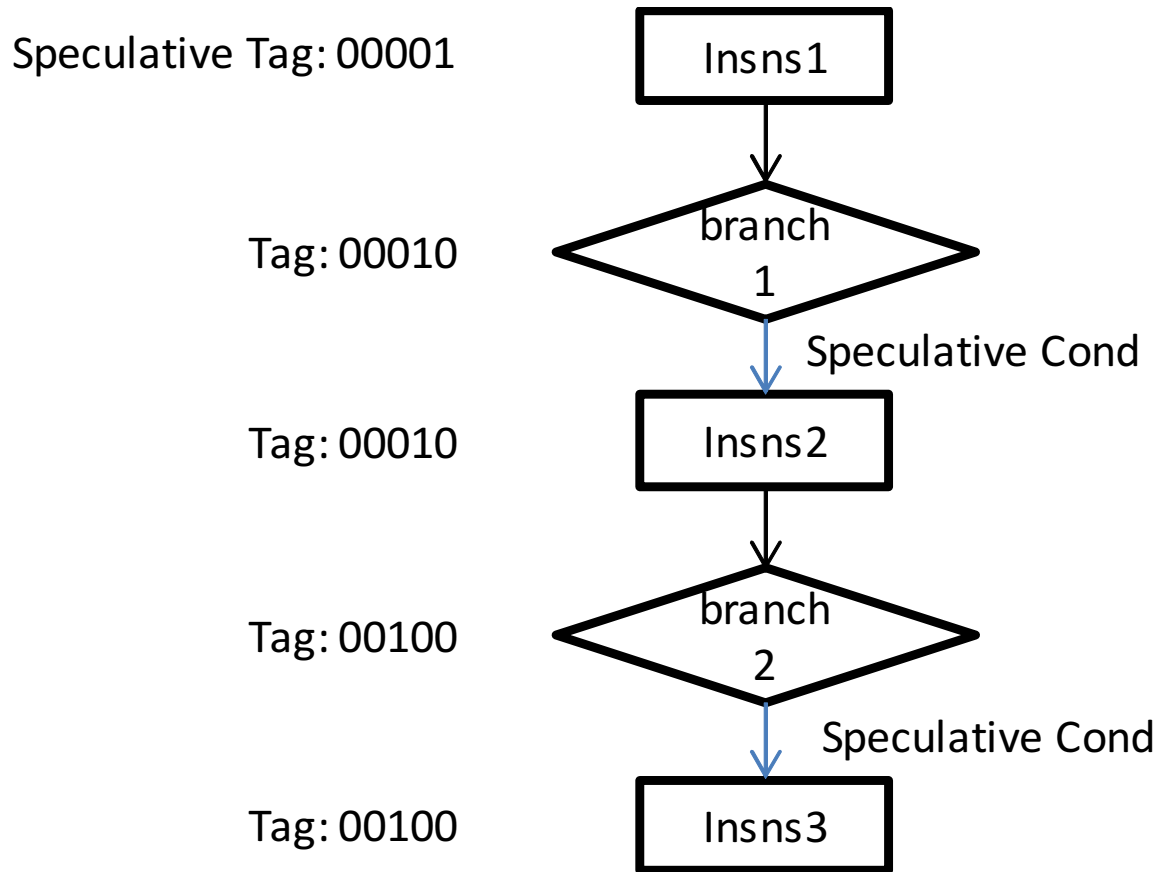 Speculative Tag: 00001
Insns1
Tag: 00010
branch
1
Speculative Cond
Tag: 00010
Insns2
Tag: 00100
branch
2
Speculative Cond
Tag: 00100
Insns3